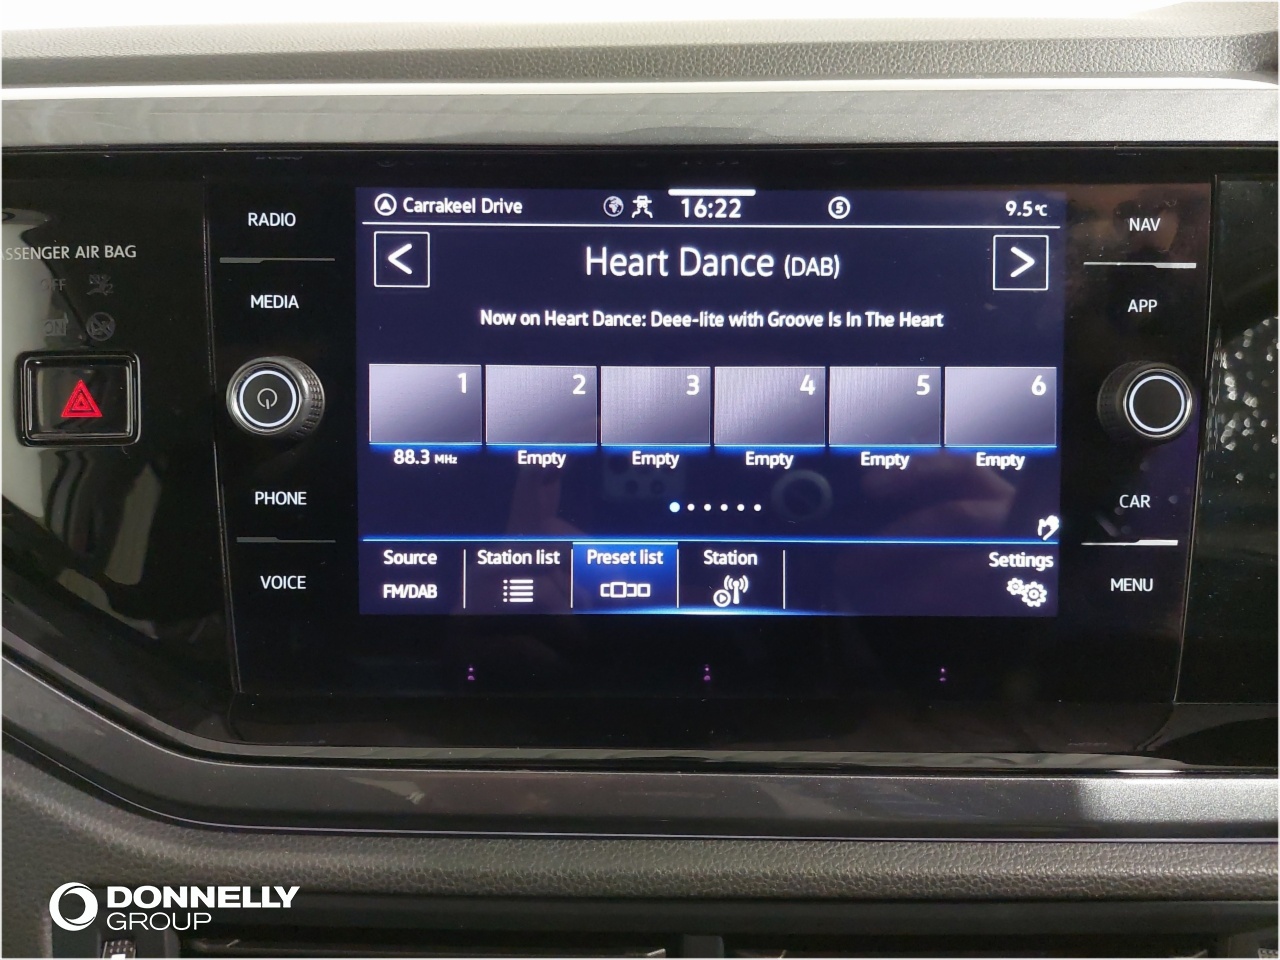 Carrakeel Drive
16:22
S
9.5°C
RADIO
NAV
ASSENGER AIR BAG
OFF
ON
MEDIA
APP
<
Heart Dance (DAB)
>
Now on Heart Dance: Deee-lite with Groove Is In The Heart
1 2 3 4 5 6
88.3 MHz Empty Empty Empty Empty Empty
PHONE
CAR
Source
Station list
Preset list
Station
Settings
FM/DAB
VOICE
MENU
DONNELLY
GROUP